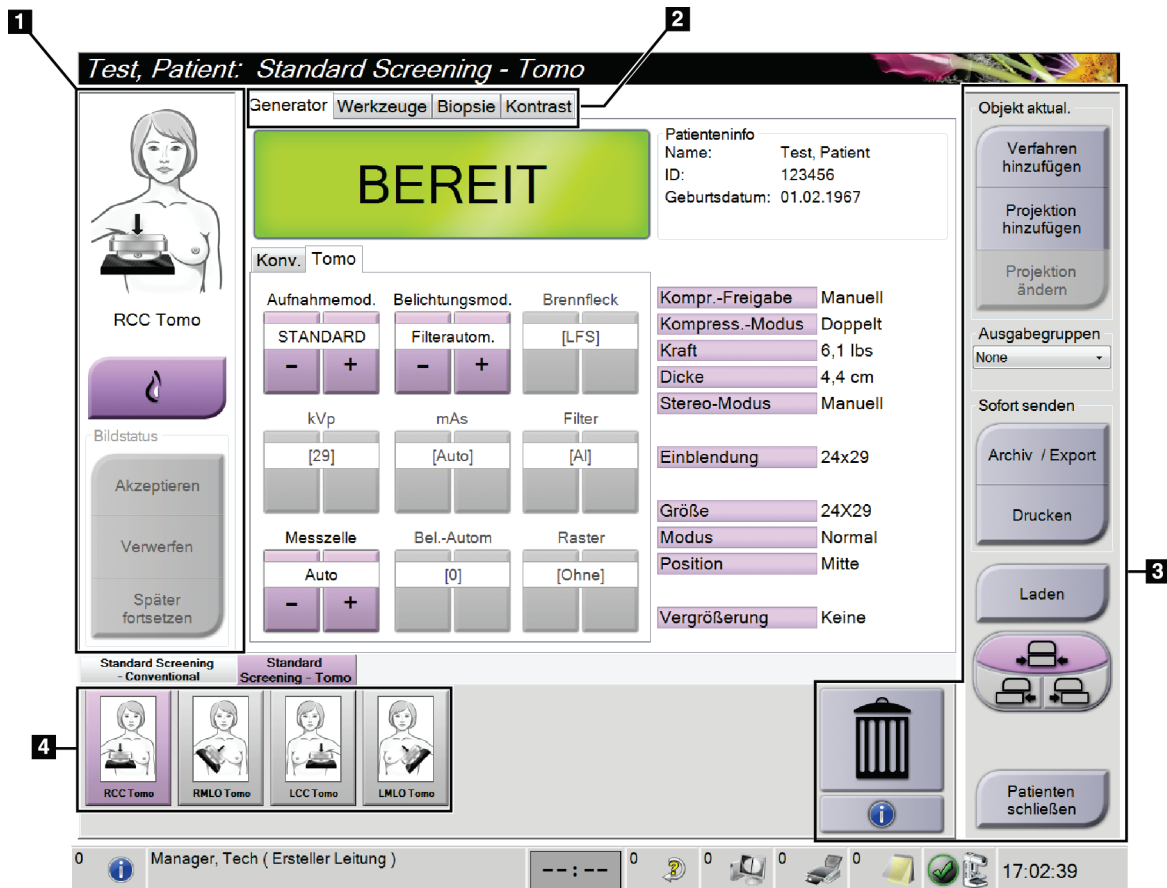 1
2
Test, Patient: Standard Screening - Tomo
Generator Werkzeuge Biopsie Kontrast
Objekt aktual.
BEREIT
Patienteninfo
Name: Test, Patient
ID: 123456
Geburtsdatum: 01.02.1967
Verfahren
hinzufügen
Projektion
hinzufügen
Projektion
ändern
Konv. Tomo
RCC Tomo
Aufnahmemod. Belichtungsmod. Brennfleck
STANDARD Filterautom. [LFS]
- + - +
kVp mAs Filter
[29] [Auto] [Al]
Messzelle Bel.-Autom Raster
Auto [0] [Ohne]
- +
Kompr.-Freigabe Manuell
Kompress.-Modus Doppelt
Kraft 6,1 lbs
Dicke 4,4 cm
Stereo-Modus Manuell
Einblendung 24x29
Größe 24X29
Modus Normal
Position Mitte
Vergrößerung Keine
Bildstatus
Akzeptieren
Verwerfen
Später
fortsetzen
Ausgabegruppen
None
Sofort senden
Archiv / Export
Drucken
3
Laden
Standard Screening
- Conventional
Standard
Screening - Tomo
4
RCC Tomo RMLO Tomo LCC Tomo LMLO Tomo
i
Patienten
schließen
0 i Manager, Tech ( Ersteller Leitung ) --:-- 0 ? 0 0 0 17:02:39